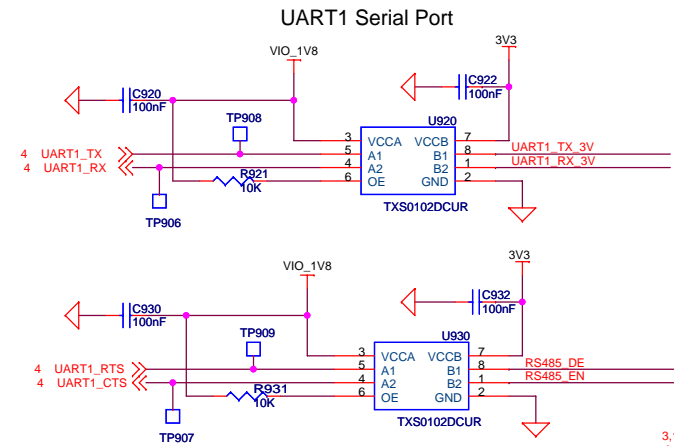 UART1 Serial Port
VIO_1V8
3V3
C920
100nF
C922
100nF
TP908
U920
3 VCCA VCCB 7
4 UART1_TX 5 A1 B1 8 UART1_TX_3V
4 UART1_RX 4 A2 B2 1 UART1_RX_3V
R921 6 OE GND 2
10K
TXS0102DCUR
TP906
VIO_1V8
3V3
C930
100nF
C932
100nF
TP909
U930
3 VCCA VCCB 7
4 UART1_RTS 5 A1 B1 8 RS485_DE
4 UART1_CTS 4 A2 B2 1 RS485_EN
R931 6 OE GND 2
10K
TXS0102DCUR
TP907